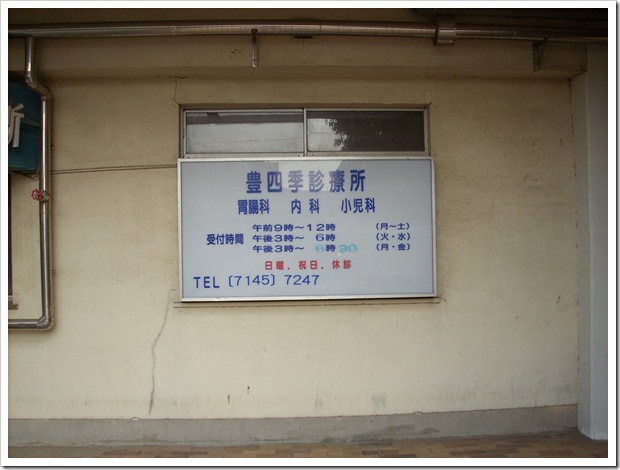 所
豊四季診療所
胃腸科 内科 小児科
受付時間
午前9時～12時 (月～土)
午後3時～ 6時 (火・水)
午後3時～ 6時30 (月・金)
日曜．祝日．休診
TEL (7145) 7247